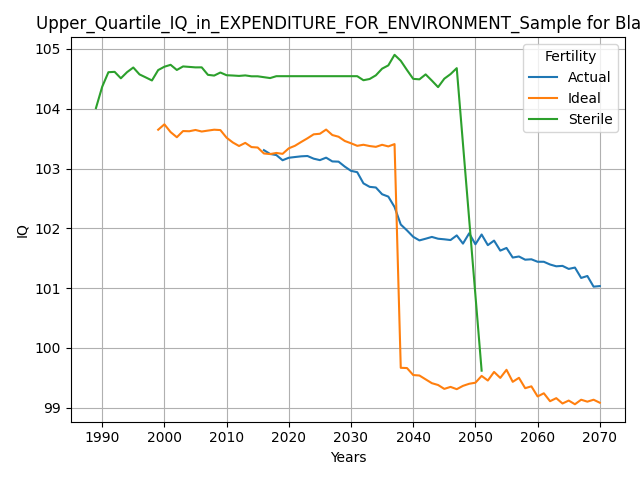 Upper_Quartile_IQ_in_EXPENDITURE_FOR_ENVIRONMENT_Sample for Bla
105
104
103
102
101
100
99
IQ
Fertility
Actual
Ideal
Sterile
1990 2000 2010 2020 2030 2040 2050 2060 2070
Years